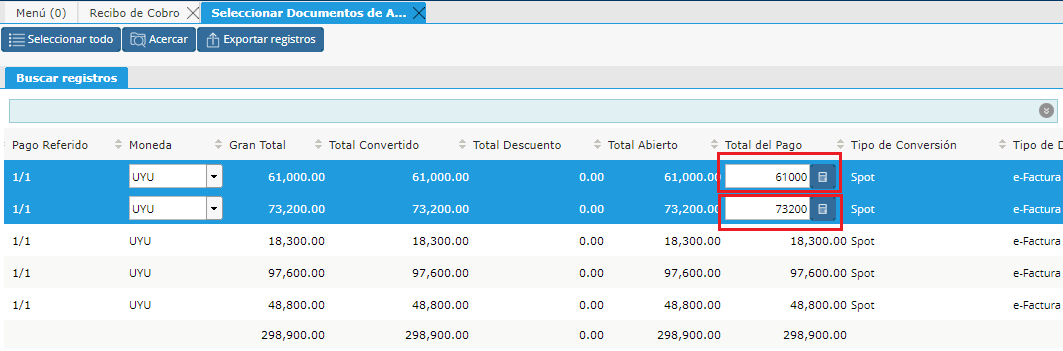 Menú (0) Recibo de Cobro Seleccionar Documentos de A...
Seleccionar todo Acercar Exportar registros
Buscar registros
Pago Referido Moneda Gran Total Total Convertido Total Descuento Total Abierto Total del Pago Tipo de Conversión Tipo de D
1/1 UYU 61,000.00 61,000.00 0.00 61,000.00 61000 Spot e-Factura
1/1 UYU 73,200.00 73,200.00 0.00 73,200.00 73200 Spot e-Factura
1/1 UYU 18,300.00 18,300.00 0.00 18,300.00 18,300.00 Spot e-Factura
1/1 UYU 97,600.00 97,600.00 0.00 97,600.00 97,600.00 Spot e-Factura
1/1 UYU 48,800.00 48,800.00 0.00 48,800.00 48,800.00 Spot e-Factura
298,900.00 298,900.00 0.00 298,900.00 298,900.00